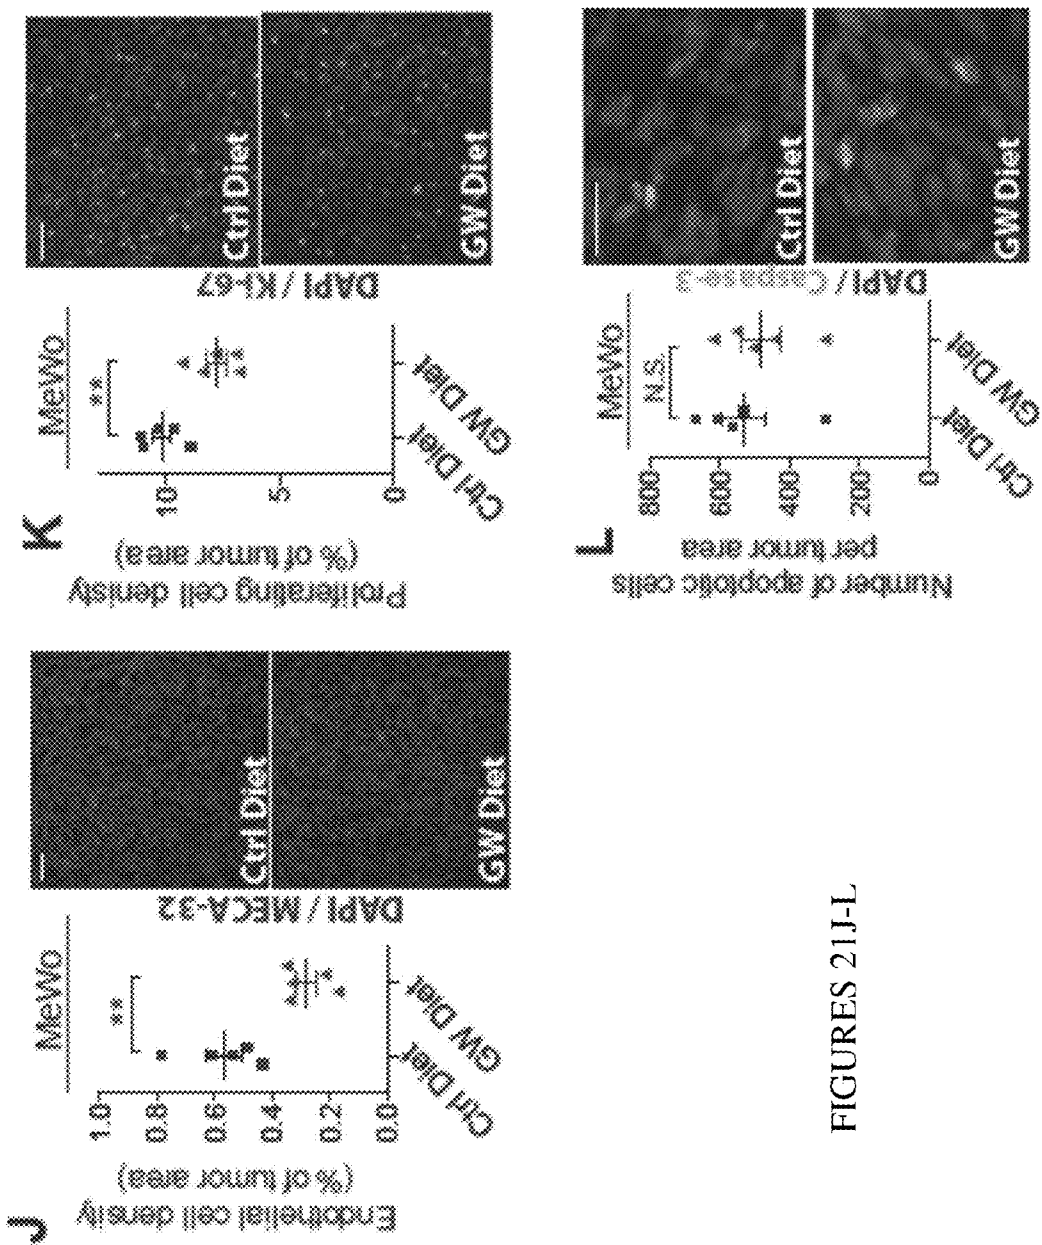 J
Endothelial cell density
(% of tumor area)
1.0
0.8
0.6
0.4
0.2
0.0
MeWo
**
Ctrl Diet
GW Diet
DAPI / MECA-32
Ctrl Diet
GW Diet
K
Proliferating cell denisty
(% of tumor area)
10
5
0
MeWo
**
Ctrl Diet
GW Diet
DAPI / KI-67
Ctrl Diet
GW Diet
L
Number of apoptotic cells
per tumor area
800
600
400
200
0
MeWo
N.S.
Ctrl Diet
GW Diet
DAPI / Caspase-3
Ctrl Diet
GW Diet
FIGURES 21J-L